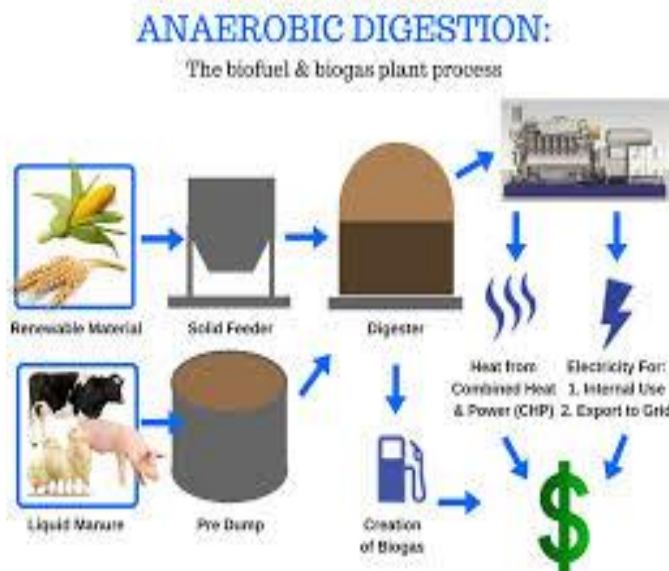 ANAEROBIC DIGESTION:
The biofuel & biogas plant process
Renewable Material
Solid Feeder
Digester
Heat from
Combined Heat
& Power (CHP)
Electricity For:
1. Internal Use
2. Export to Grid
Liquid Manure
Pre Dump
Creation
of Biogas
$